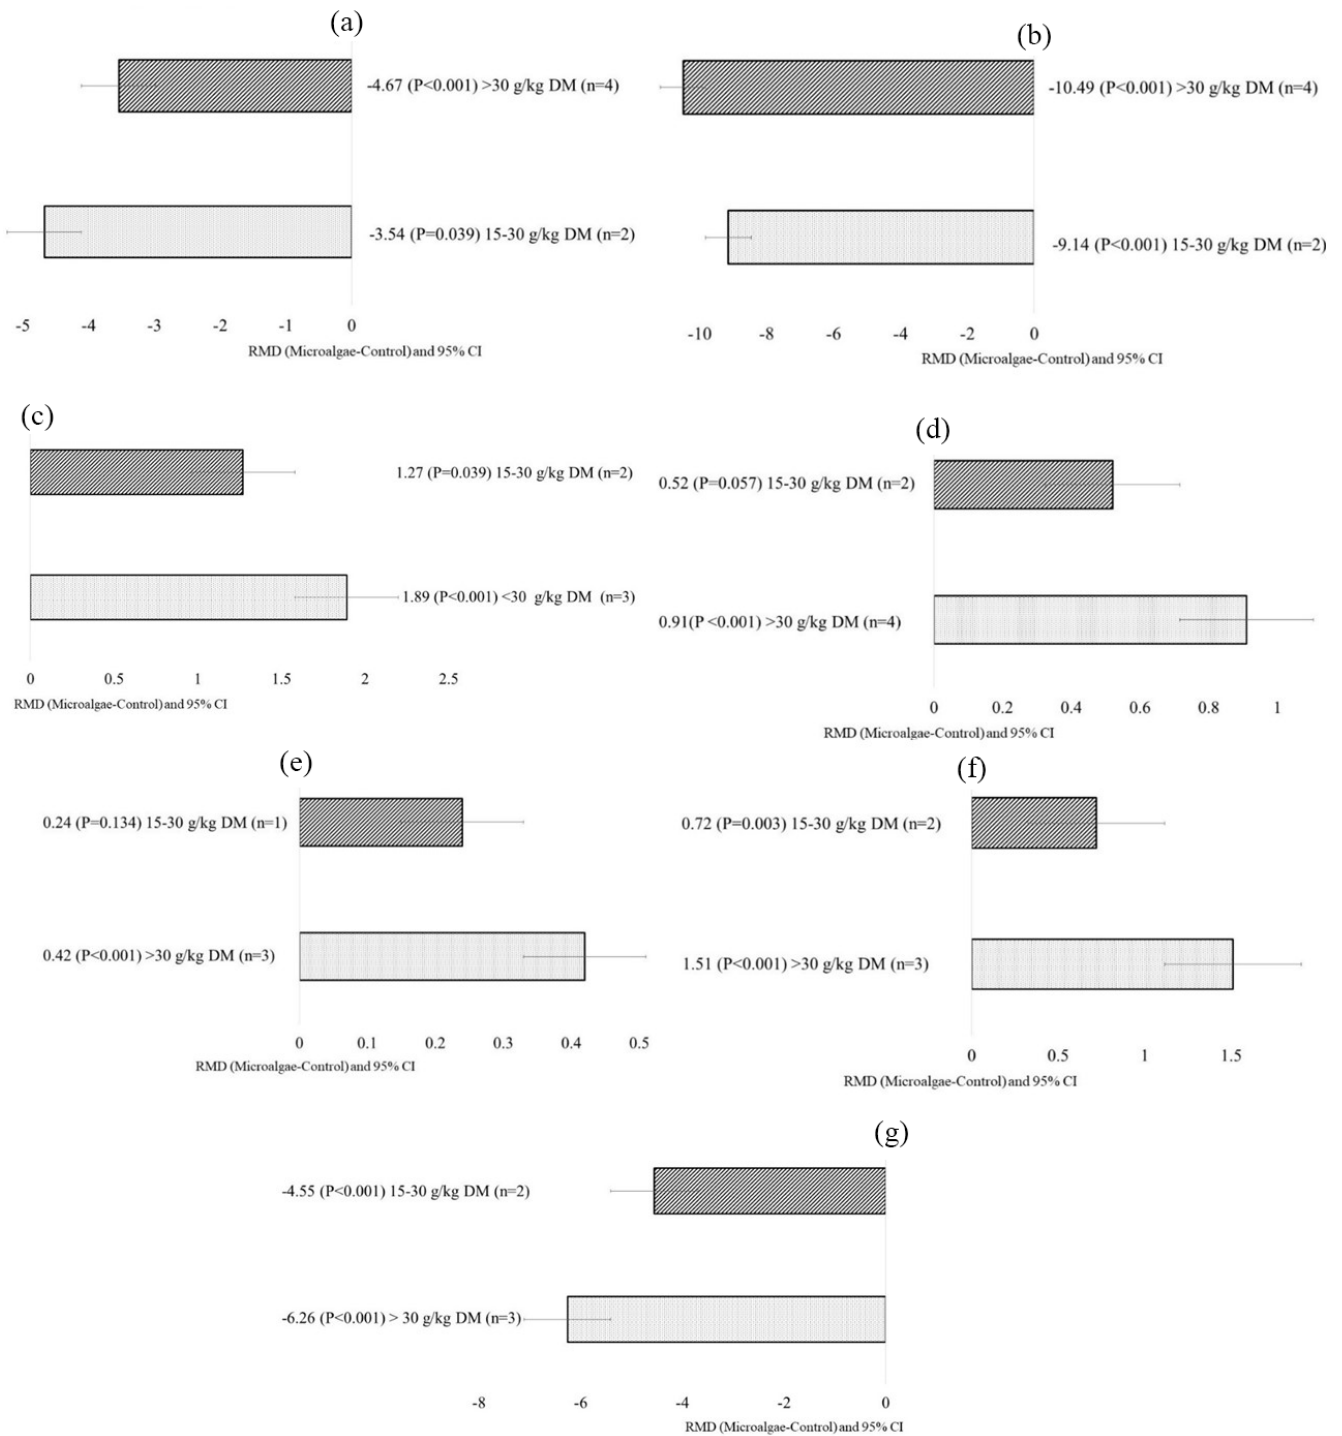 (a)
-4.67 (P<0.001) >30 g/kg DM (n=4)
-3.54 (P=0.039) 15-30 g/kg DM (n=2)
-5 -4 -3 -2 -1 0
RMD (Microalgae-Control) and 95% CI
(b)
-10.49 (P<0.001) >30 g/kg DM (n=4)
-9.14 (P<0.001) 15-30 g/kg DM (n=2)
-10 -8 -6 -4 -2 0
RMD (Microalgae-Control) and 95% CI
(c)
1.27 (P=0.039) 15-30 g/kg DM (n=2)
1.89 (P<0.001) <30 g/kg DM (n=3)
0 0.5 1 1.5 2 2.5
RMD (Microalgae-Control) and 95% CI
(d)
0.52 (P=0.057) 15-30 g/kg DM (n=2)
0.91(P <0.001) >30 g/kg DM (n=4)
0 0.2 0.4 0.6 0.8 1
RMD (Microalgae-Control) and 95% CI
(e)
0.24 (P=0.134) 15-30 g/kg DM (n=1)
0.42 (P<0.001) >30 g/kg DM (n=3)
0 0.1 0.2 0.3 0.4 0.5
RMD (Microalgae-Control) and 95% CI
(f)
0.72 (P=0.003) 15-30 g/kg DM (n=2)
1.51 (P<0.001) >30 g/kg DM (n=3)
0 0.5 1 1.5
RMD (Microalgae-Control) and 95% CI
(g)
-4.55 (P<0.001) 15-30 g/kg DM (n=2)
-6.26 (P<0.001) > 30 g/kg DM (n=3)
-8 -6 -4 -2 0
RMD (Microalgae-Control) and 95% CI